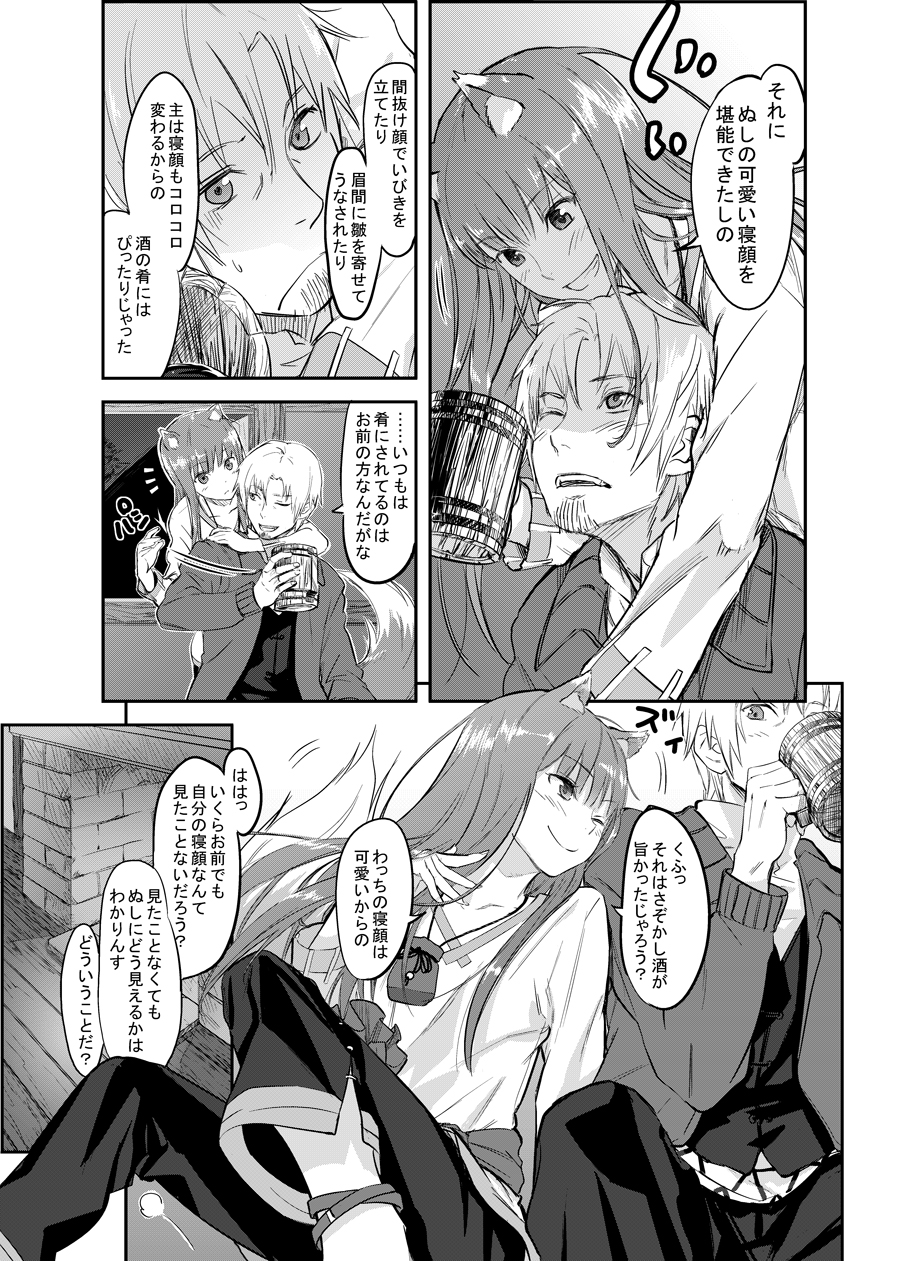 それに
ぬしの可愛い寝顔を
堪能できたしの
間抜け顔でいびきを
立てたり
眉間に皺を寄せて
うなされたり
主は寝顔もコロコロ
変わるからの
酒の肴には
ぴったりじゃった
……いつもは
肴にされてるのは
お前の方なんだがな
パシ
ズイ
くふっ
それはさぞかし酒が
旨かったじゃろう?
わっちの寝顔は
可愛いからの
ははっ
いくらお前でも
自分の寝顔なんて
見たことないだろう?
見たことなくても
ぬしにどう見えるかは
わかりんす
どういうことだ?